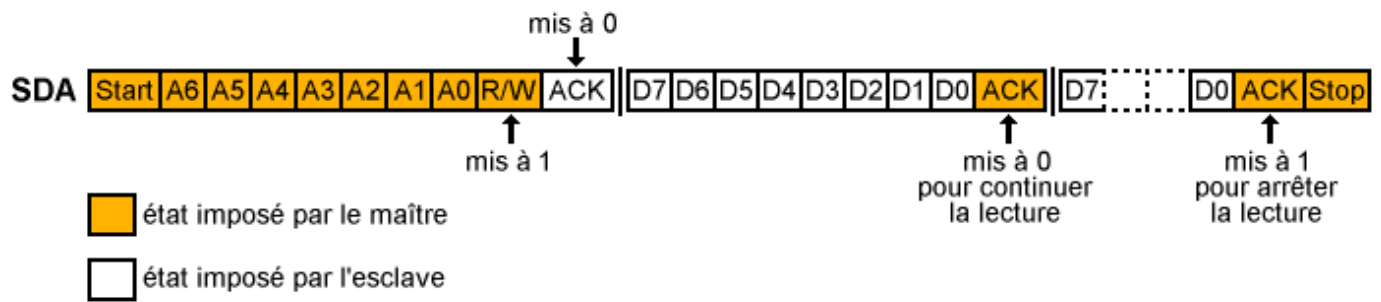 mis à 0
SDA Start A6 A5 A4 A3 A2 A1 A0 R/W ACK D7 D6 D5 D4 D3 D2 D1 D0 ACK D7 D0 ACK Stop
mis à 1
mis à 0
pour continuer
la lecture
mis à 1
pour arrêter
la lecture
état imposé par le maître
état imposé par l'esclave